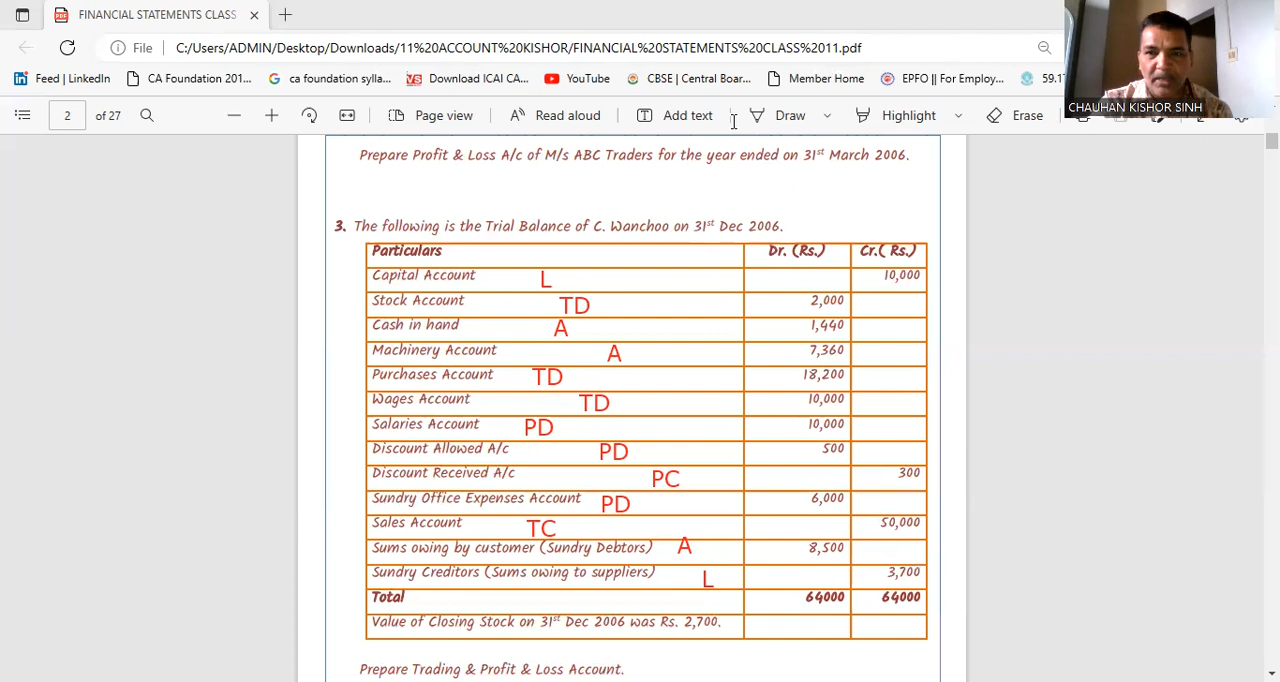 FINANCIAL STATEMENTS CLASS
File C:/Users/ADMIN/Desktop/Downloads/11%20ACCOUNT%20KISHOR/FINANCIAL%20STATEMENTS%20CLASS%2011.pdf
Feed | LinkedIn CA Foundation 201... ca foundation sylla... Download ICAI CA... YouTube CBSE | Central Boar... Member Home EPFO || For Employ... 59.1
2 of 27 Page view Read aloud Add text Draw Highlight Erase
CHAUHAN KISHOR SINH
Prepare Profit & Loss A/c of M/s ABC Traders for the year ended on 31st March 2006.
3. The following is the Trial Balance of C. Wanchoo on 31st Dec 2006.
Particulars Dr. (Rs.) Cr.( Rs.)
Capital Account L 10,000
Stock Account TD 2,000
Cash in hand A 1,440
Machinery Account A 7,360
Purchases Account TD 18,200
Wages Account TD 10,000
Salaries Account PD 10,000
Discount Allowed A/c PD 500
Discount Received A/c PC 300
Sundry Office Expenses Account PD 6,000
Sales Account TC 50,000
Sums owing by customer (Sundry Debtors) A 8,500
Sundry Creditors (Sums owing to suppliers) L 3,700
Total 64000 64000
Value of Closing Stock on 31st Dec 2006 was Rs. 2,700.
Prepare Trading & Profit & Loss Account.